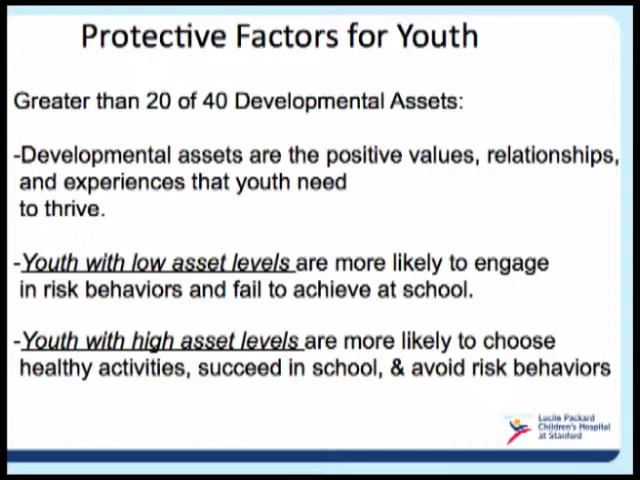 Protective Factors for Youth
Greater than 20 of 40 Developmental Assets:
-Developmental assets are the positive values, relationships,
and experiences that youth need
to thrive.
-Youth with low asset levels are more likely to engage
in risk behaviors and fail to achieve at school.
-Youth with high asset levels are more likely to choose
healthy activities, succeed in school, & avoid risk behaviors
Lucile Packard
Children's Hospital
at Stanford